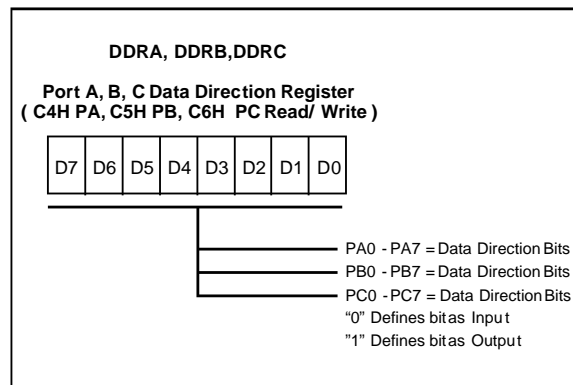 DDRA, DDRB,DDRC
Port A, B, C Data Direction Register
( C4H PA, C5H PB, C6H PC Read/ Write )
D7 D6 D5 D4 D3 D2 D1 D0
PA0 - PA7 = Data Direction Bits
PB0 - PB7 = Data Direction Bits
PC0 - PC7 = Data Direction Bits
“0” Defines bit as Input
”1” Defines bit as Output